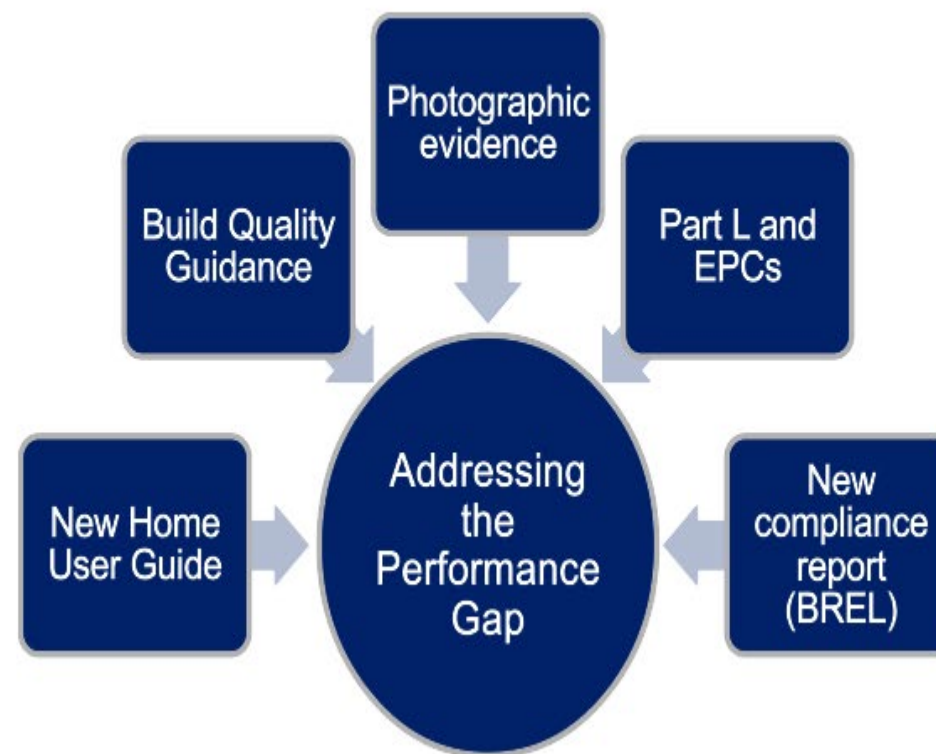 Photographic
evidence
Build Quality
Guidance
Part L and
EPCs
New Home
User Guide
Addressing
the
Performance
Gap
New
compliance
report
(BREL)